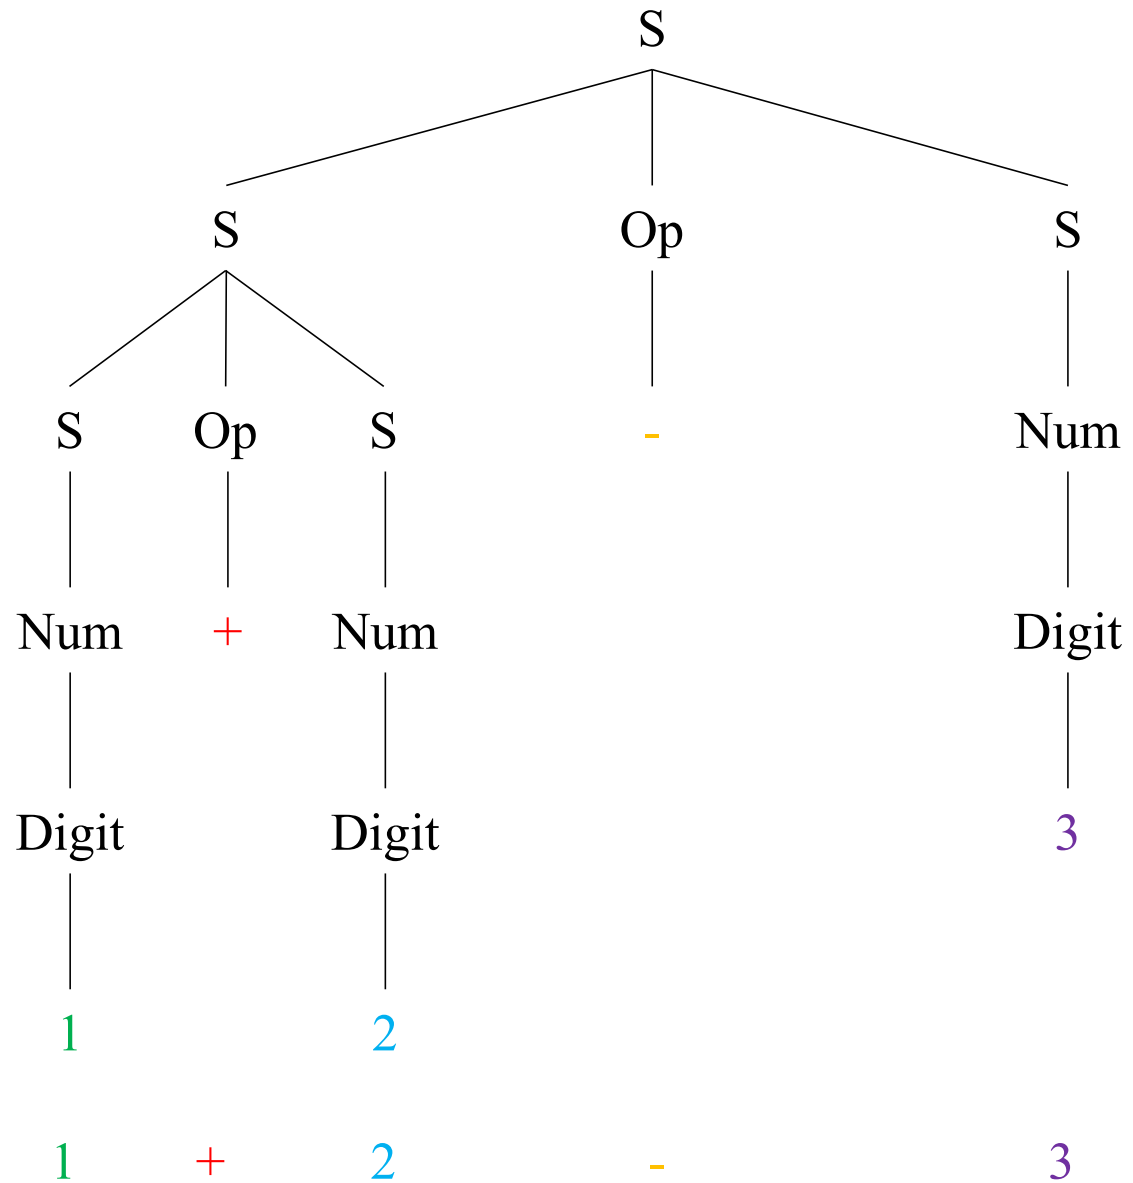 S
S Op S
S Op S - Num
Num + Num Digit
Digit Digit 3
1 2
1 + 2 - 3